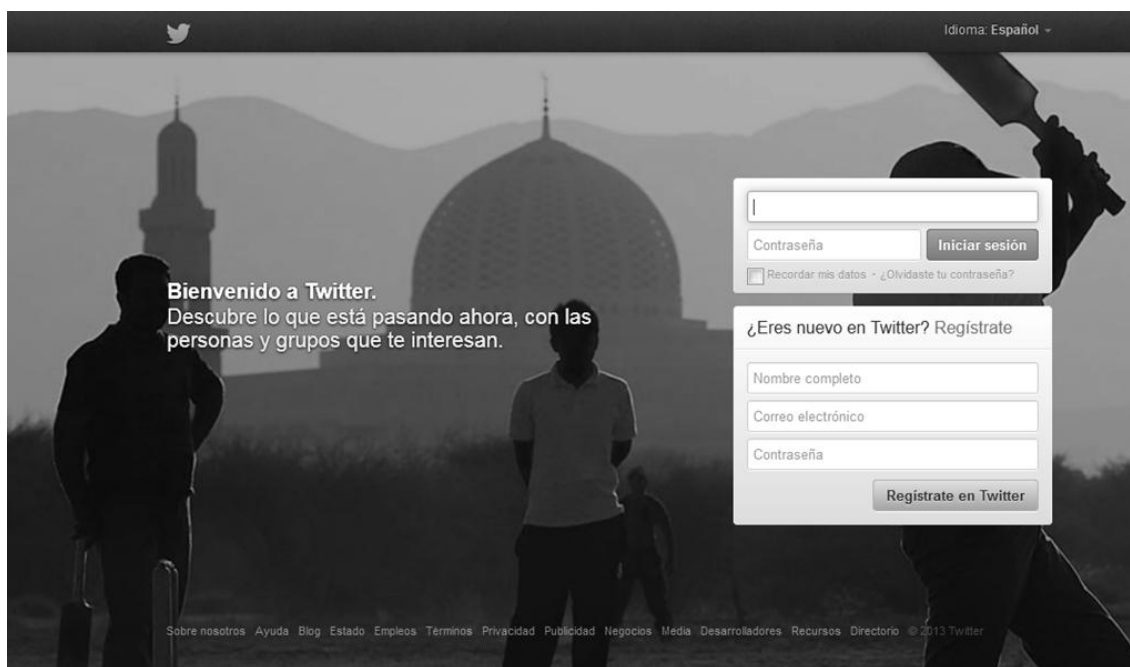 Idioma: Español
Contraseña
Iniciar sesión
Recordar mis datos · ¿Olvidaste tu contraseña?
Bienvenido a Twitter.
Descubre lo que está pasando ahora, con las
personas y grupos que te interesan.
¿Eres nuevo en Twitter? Regístrate
Nombre completo
Correo electrónico
Contraseña
Regístrate en Twitter
Sobre nosotros Ayuda Blog Estado Empleos Términos Privacidad Publicidad Negocios Media Desarrolladores Recursos Directorio © 2013 Twitter